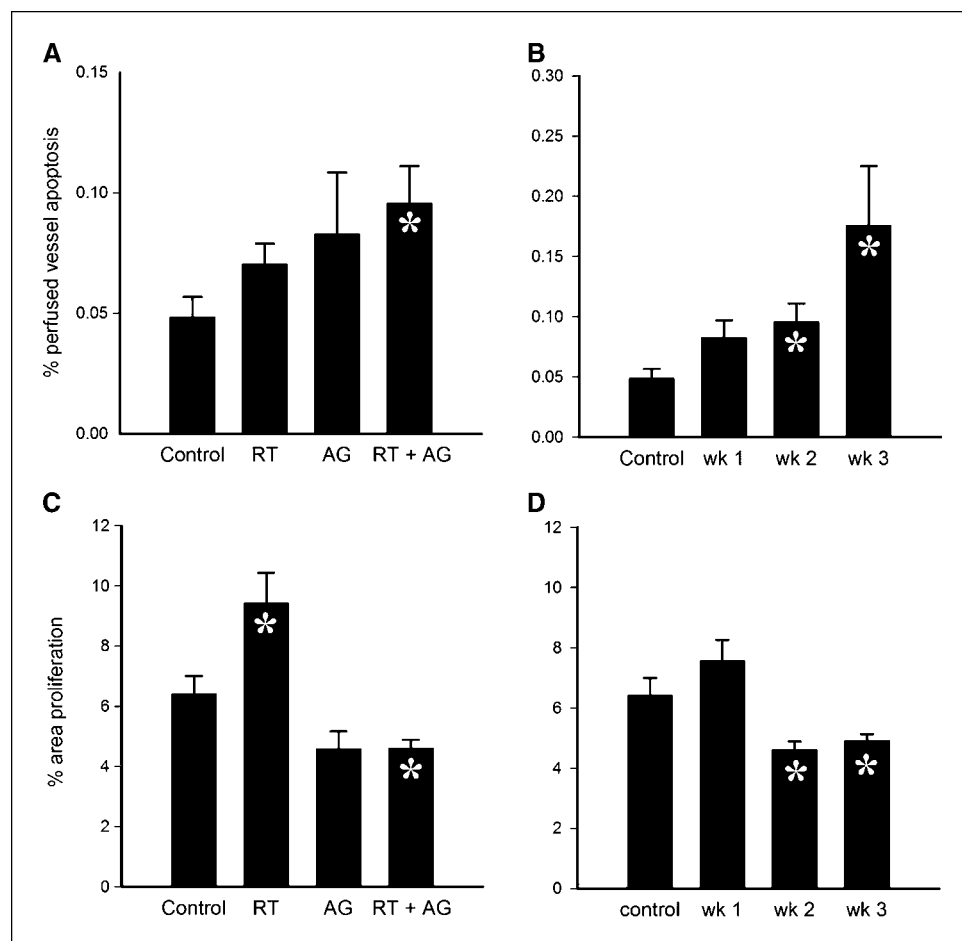 A
% perfused vessel apoptosis
0.15
0.10
0.05
0.00
*
Control RT AG RT + AG
B
0.30
0.25
0.20
0.15
0.10
0.05
0.00
* *
Control wk 1 wk 2 wk 3
C
% area proliferation
12
10
8
6
4
2
0
* *
Control RT AG RT + AG
D
12
10
8
6
4
2
0
* *
control wk 1 wk 2 wk 3